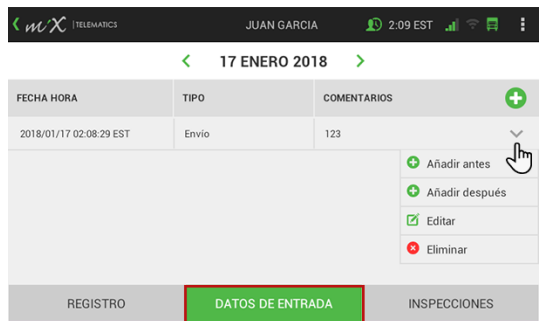 mX | TELEMATICS JUAN GARCIA 2:09 EST
17 ENERO 2018
FECHA HORA TIPO COMENTARIOS
2018/01/17 02:08:29 EST Envío 123
Añadir antes
Añadir después
Editar
Eliminar
REGISTRO DATOS DE ENTRADA INSPECCIONES